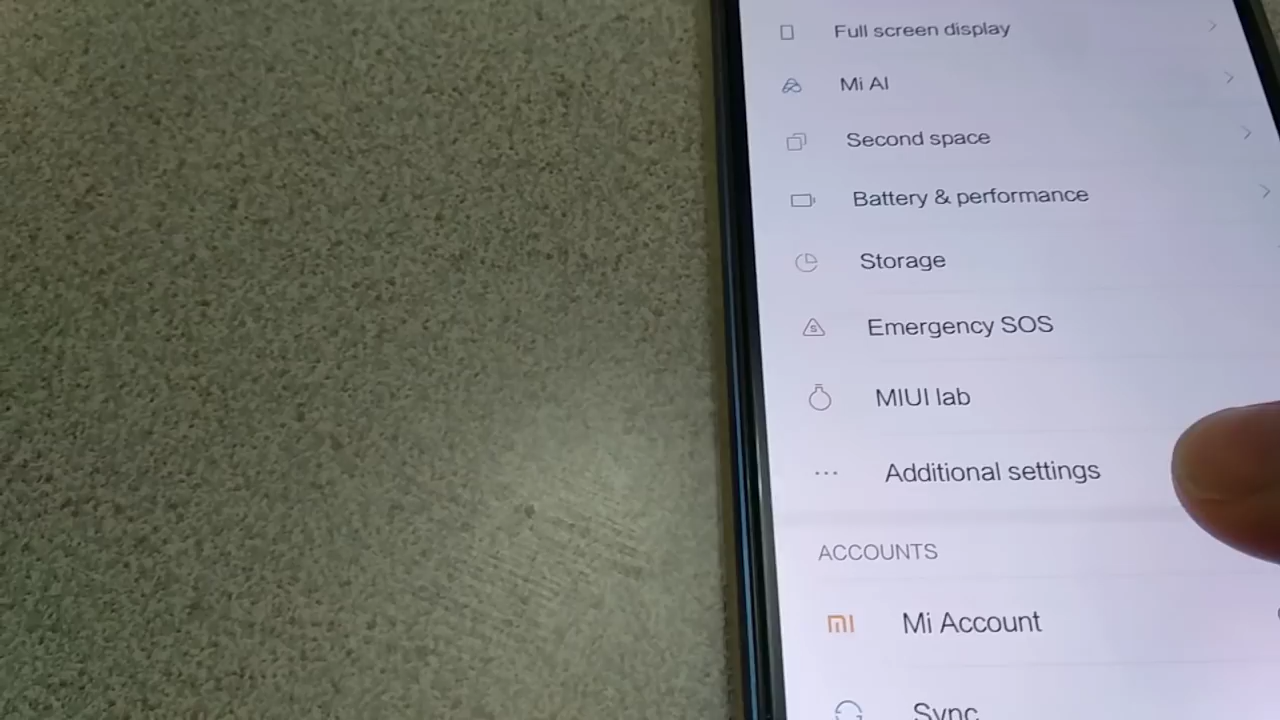 Full screen display
Mi AI
Second space
Battery & performance
Storage
Emergency SOS
MIUI lab
Additional settings
ACCOUNTS
mi Mi Account
Sync